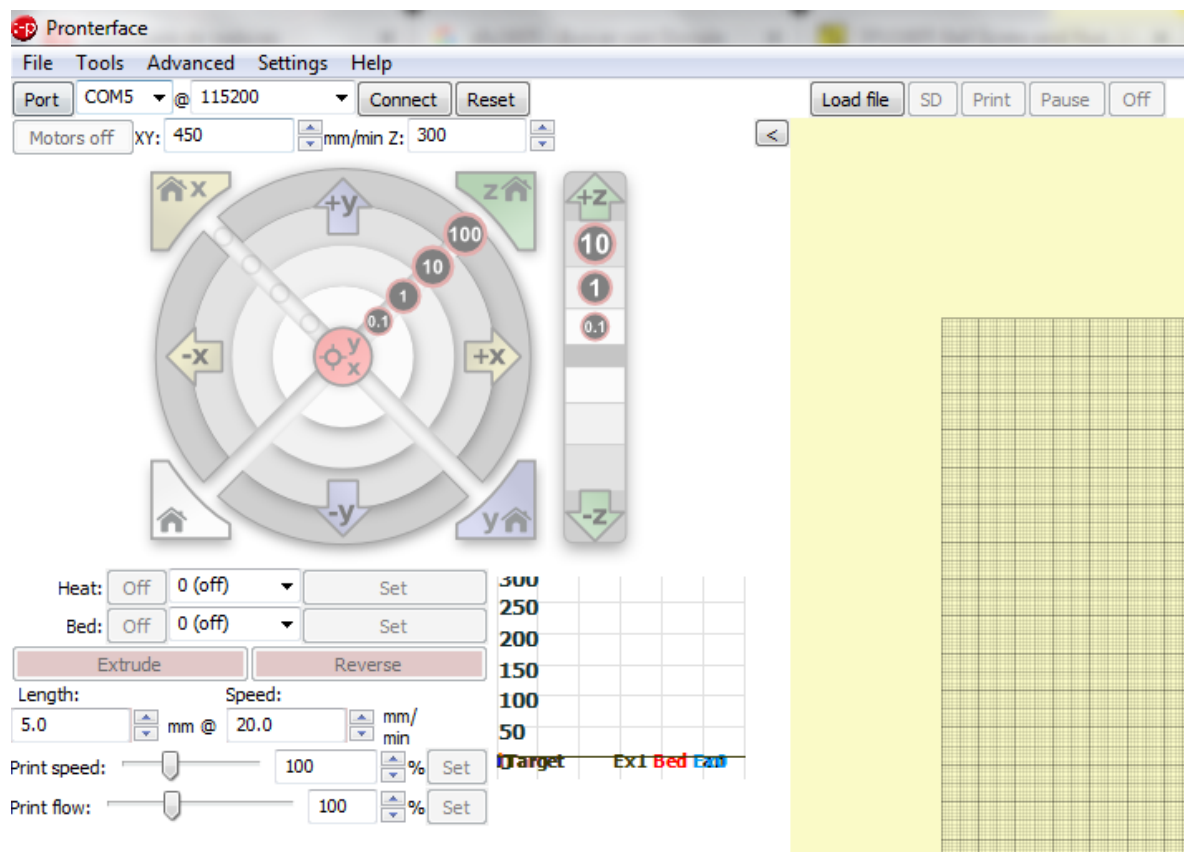 Pronterface
File Tools Advanced Settings Help
Port COM5 @ 115200 Connect Reset Load file SD Print Pause Off
Motors off XY: 450 mm/min Z: 300 <
x +y z +z
100 10
10 1
1 0.1
0.1
-x y x +x
-y y -z
Heat: Off 0 (off) Set
Bed: Off 0 (off) Set
Extrude Reverse
Length: Speed:
5.0 mm @ 20.0 mm/
min
Print speed: 100 % Set
Print flow: 100 % Set
300
250
200
150
100
50
Target Ex1 Bed